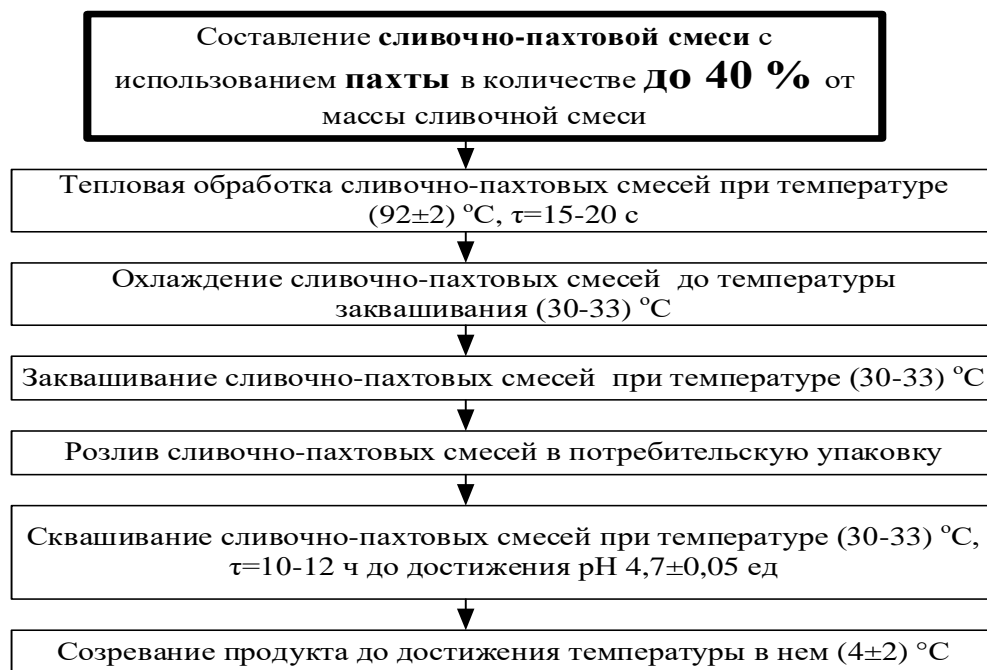 Составление сливочно-пахтовой смеси с
использованием пахты в количестве до 40 % от
массы сливочной смеси
Тепловая обработка сливочно-пахтовых смесей при температуре
(92±2) °С, τ=15-20 с
Охлаждение сливочно-пахтовых смесей до температуры
заквашивания (30-33) °С
Заквашивание сливочно-пахтовых смесей при температуре (30-33) °С
Розлив сливочно-пахтовых смесей в потребительскую упаковку
Сквашивание сливочно-пахтовых смесей при температуре (30-33) °С,
τ=10-12 ч до достижения рН 4,7±0,05 ед
Созревание продукта до достижения температуры в нем (4±2) °С